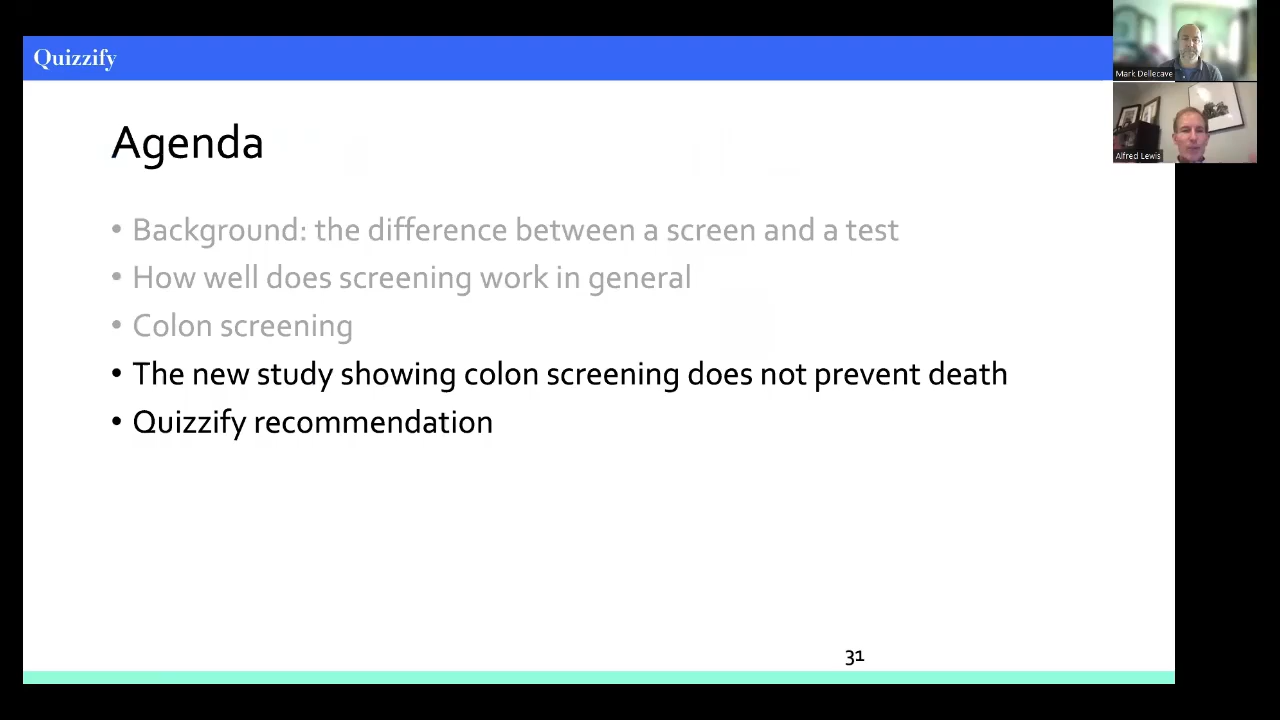 Quizzify
Mark Dellecave
Alfred Lewis
Agenda
• Background: the difference between a screen and a test
• How well does screening work in general
• Colon screening
• The new study showing colon screening does not prevent death
• Quizzify recommendation
31